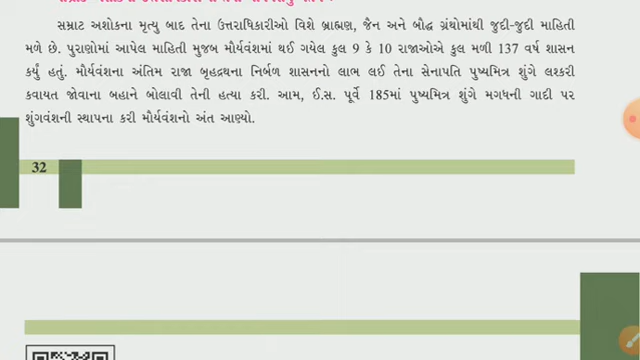 સમ્રાટ અશોકના મૃત્યુ બાદ તેના ઉત્તરાધિકારીઓ વિશે બ્રાહ્મણ, જૈન અને બૌદ્ધ ગ્રંથોમાંથી જુદી-જુદી માહિતી
મળે છે. પુરાણોમાં આપેલ માહિતી મુજબ મૌર્યવંશમાં થઈ ગયેલ કુલ 9 કે 10 રાજાઓએ કુલ મળી 137 વર્ષ શાસન
કર્યું હતું. મૌર્યવંશના અંતિમ રાજા બૃહદ્રથના નિર્બળ શાસનનો લાભ લઈ તેના સેનાપતિ પુષ્યમિત્ર શુંગે લશ્કરી
કવાયત જોવાના બહાને બોલાવી તેની હત્યા કરી. આમ, ઈ.સ. પૂર્વે 185માં પુષ્યમિત્ર શુંગે મગધની ગાદી પર
શુંગવંશની સ્થાપના કરી મૌર્યવંશનો અંત આણ્યો.
32